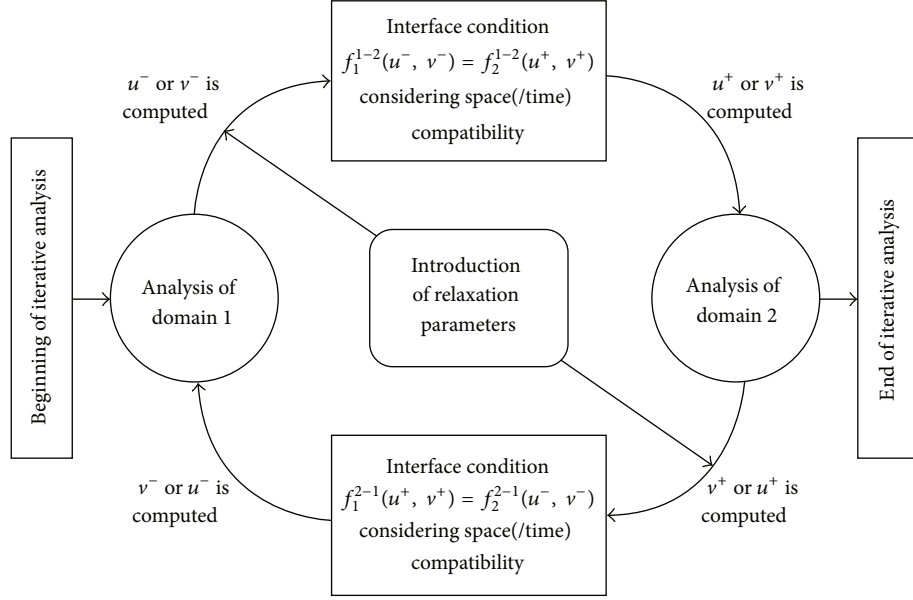 Interface condition
f₁¹⁻²(u⁻, v⁻) = f₂¹⁻²(u⁺, v⁺)
considering space(/time)
compatibility
u⁻ or v⁻ is
computed
u⁺ or v⁺ is
computed
Beginning of iterative analysis
Analysis of
domain 1
Introduction
of relaxation
parameters
Analysis of
domain 2
End of iterative analysis
v⁻ or u⁻ is
computed
Interface condition
f₁²⁻¹(u⁺, v⁺) = f₂²⁻¹(u⁻, v⁻)
considering space(/time)
compatibility
v⁺ or u⁺ is
computed